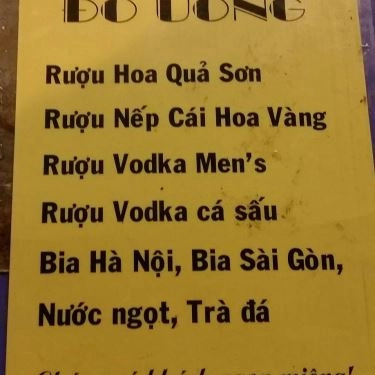 ĐỒ UỐNG
Rượu Hoa Quả Sơn
Rượu Nếp Cái Hoa Vàng
Rượu Vodka Men's
Rượu Vodka cá sấu
Bia Hà Nội, Bia Sài Gòn,
Nước ngọt, Trà đá